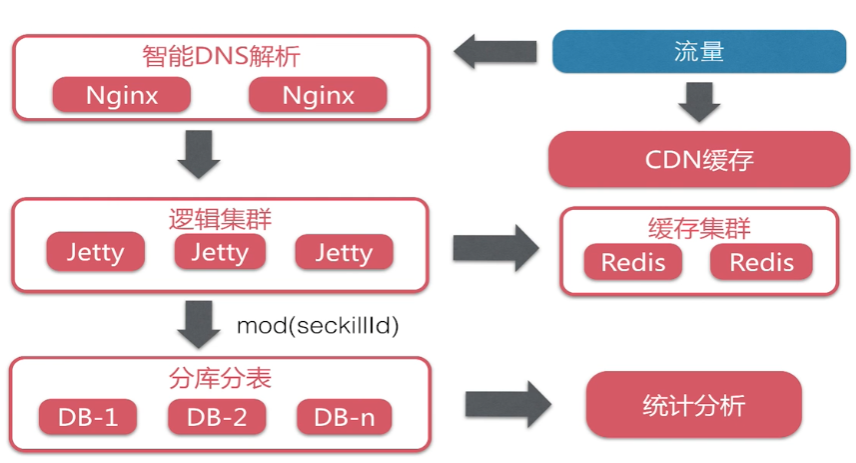 智能DNS解析
Nginx
Nginx
流量
CDN缓存
逻辑集群
Jetty
Jetty
Jetty
缓存集群
Redis
Redis
mod(seckillId)
分库分表
DB-1
DB-2
DB-n
统计分析